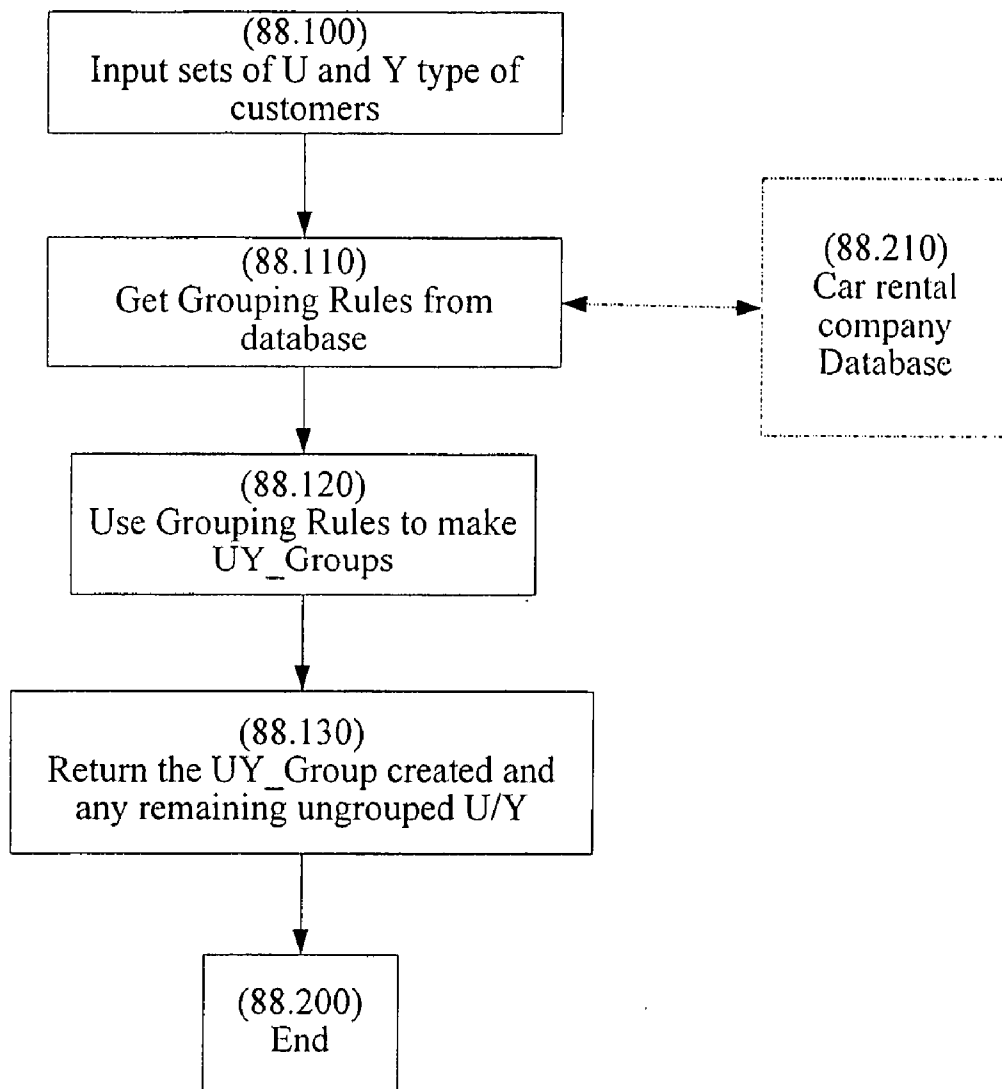 (88.100)
Input sets of U and Y type of
customers
(88.110)
Get Grouping Rules from
database
(88.210)
Car rental
company
Database
(88.120)
Use Grouping Rules to make
UY_Groups
(88.130)
Return the UY_Group created and
any remaining ungrouped U/Y
(88.200)
End